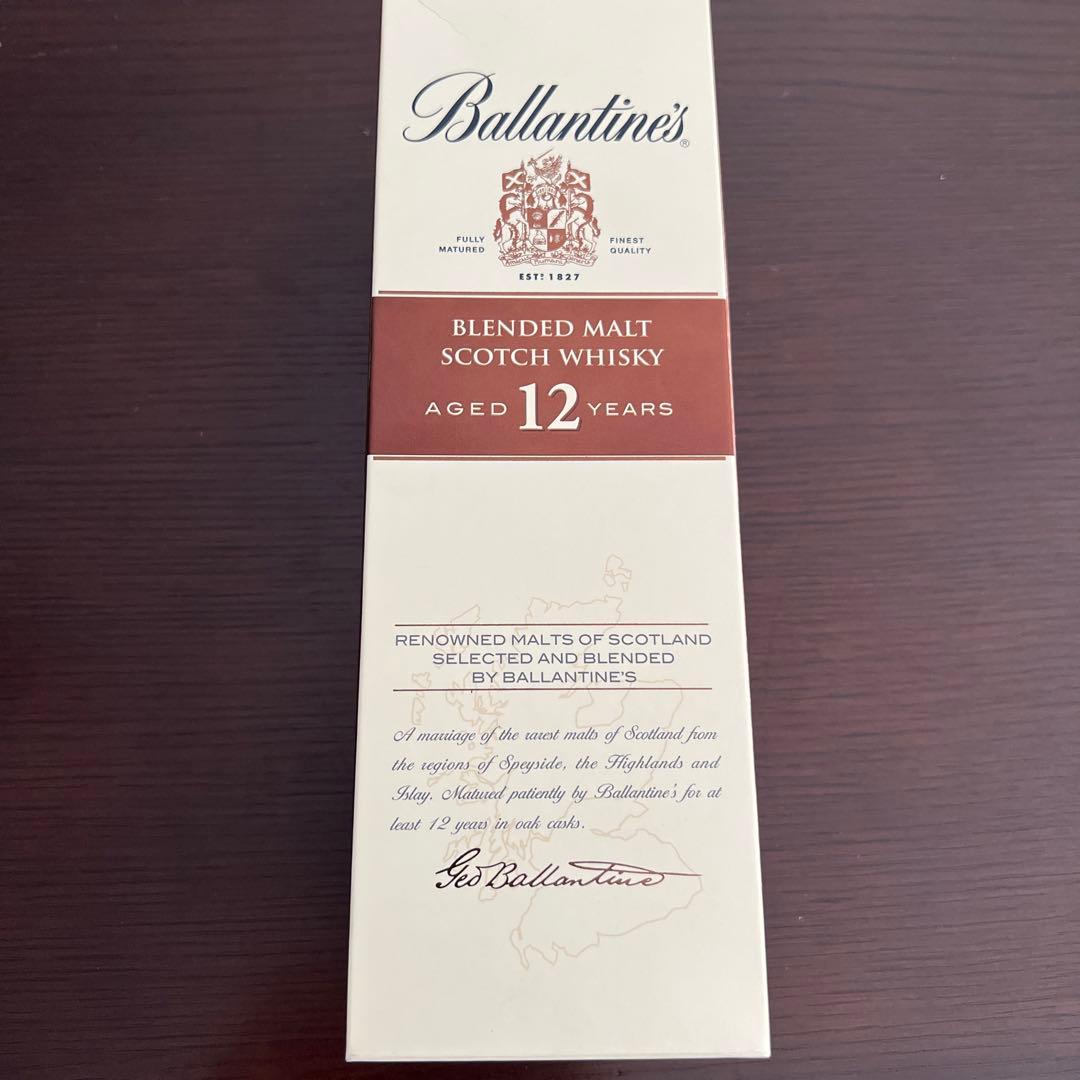 Ballantine's®
FULLY
MATURED
FINEST
QUALITY
ESTD 1827
BLENDED MALT
SCOTCH WHISKY
AGED 12 YEARS
RENOWNED MALTS OF SCOTLAND
SELECTED AND BLENDED
BY BALLANTINE'S
A marriage of the rarest malts of Scotland from
the regions of Speyside, the Highlands and
Islay. Matured patiently by Ballantine's for at
least 12 years in oak casks.
Geo Ballantine